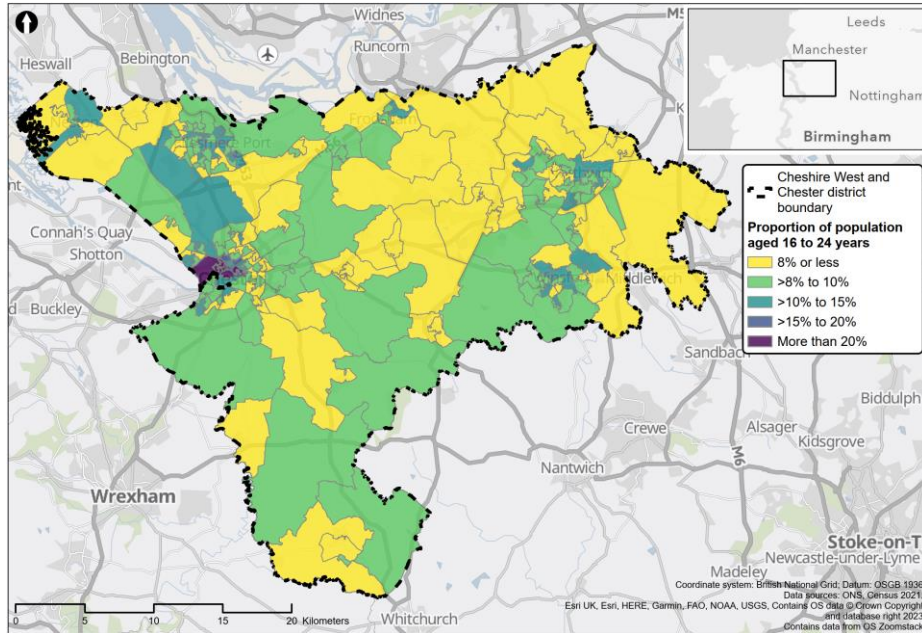 Widnes
Runcorn
Heswall
Bebington
Leeds
Manchester
Nottingham
Birmingham
Cheshire West and
Chester district
boundary
Proportion of population
aged 16 to 24 years
8% or less
>8% to 10%
>10% to 15%
>15% to 20%
More than 20%
Connah's Quay
Shotton
Buckley
Sandbach
Biddulph
Alsager
Kidsgrove
Crewe
M6
Nantwich
Wrexham
Stoke-on-T
Newcastle-under-Lyme
Madeley
Whitchurch
0 5 10 15 20 Kilometers
Coordinate system: British National Grid; Datum: OSGB 1936
Data sources: ONS, Census 2021
Esri UK, Esri, HERE, Garmin, FAO, NOAA, USGS, Contains OS data © Crown Copyright
and database right 2023
Contains data from OS Zoomstack